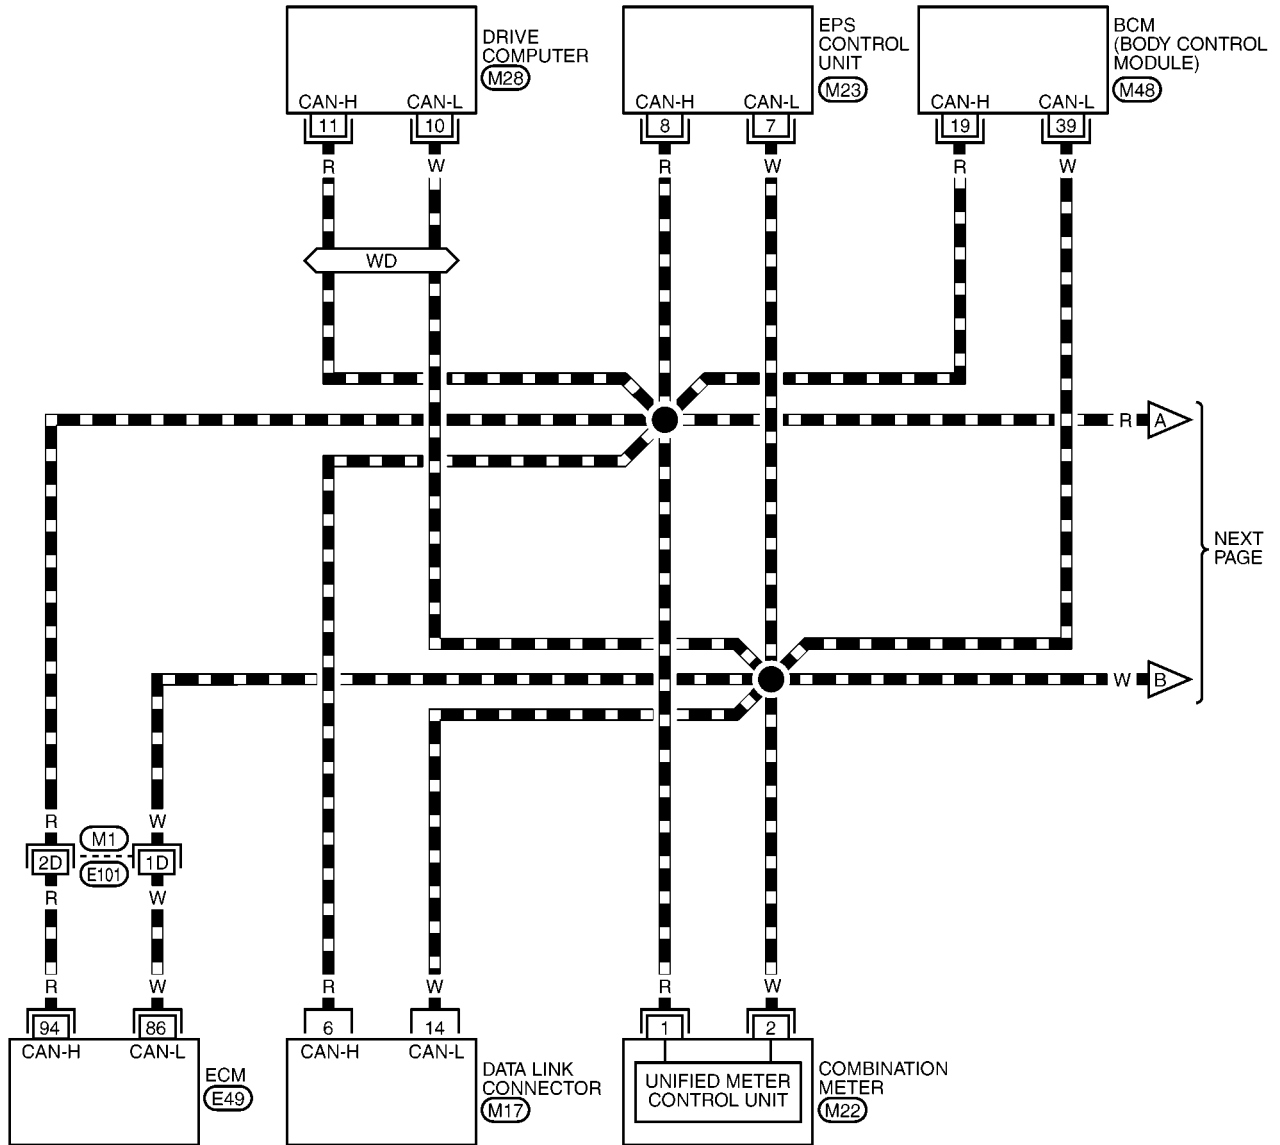 DRIVE
COMPUTER
M28
CAN-H CAN-L
11 10
R W
EPS
CONTROL
UNIT
M23
CAN-H CAN-L
8 7
R W
BCM
(BODY CONTROL
MODULE)
M48
CAN-H CAN-L
19 39
R W
WD
R A
NEXT
PAGE
W B
R W
M1
2D 1D
E101
R W
R W
94 86
CAN-H CAN-L
ECM
E49
R W
6 14
CAN-H CAN-L
DATA LINK
CONNECTOR
M17
R W
1 2
UNIFIED METER
CONTROL UNIT
COMBINATION
METER
M22